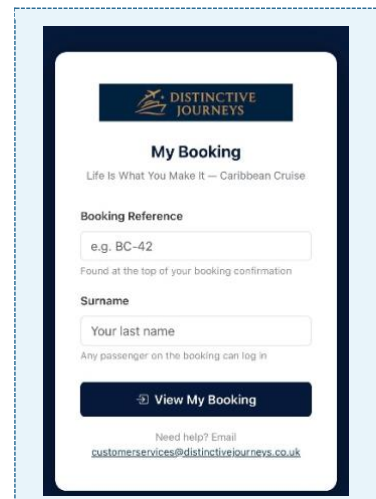 DISTINCTIVE
JOURNEYS
My Booking
Life Is What You Make It — Caribbean Cruise
Booking Reference
e.g. BC-42
Found at the top of your booking confirmation
Surname
Your last name
Any passenger on the booking can log in
View My Booking
Need help? Email
customerservices@distinctivejourneys.co.uk